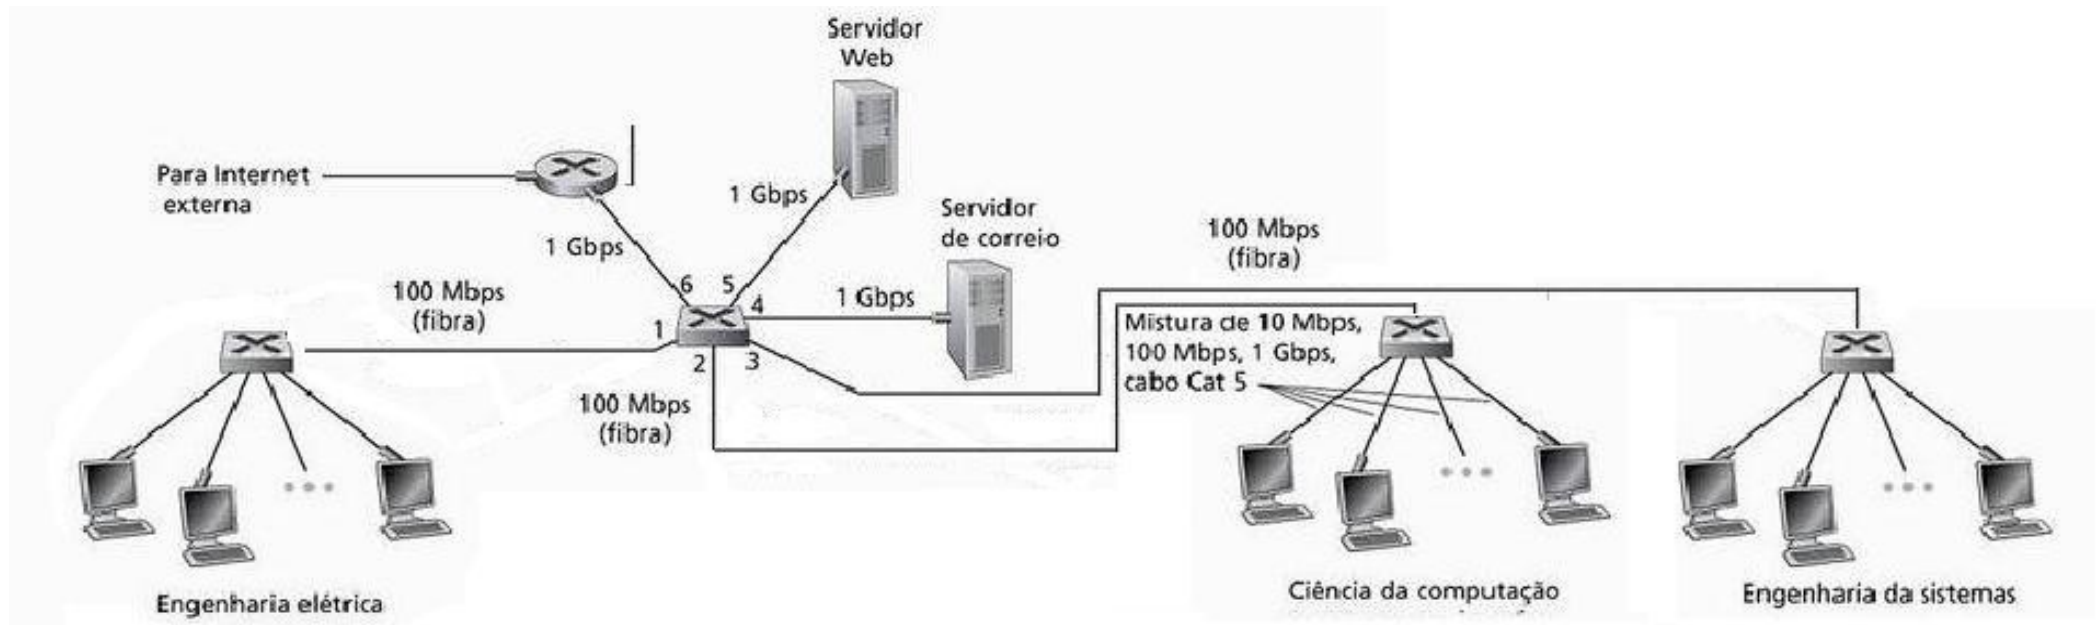 Servidor
Web
Para Internet
externa
1 Gbps
1 Gbps
Servidor
de correio
1 Gbps
100 Mbps
(fibra)
100 Mbps
(fibra)
6
5
4
1
2
3
100 Mbps
(fibra)
Mistura de 10 Mbps,
100 Mbps, 1 Gbps,
cabo Cat 5
Engenharia elétrica
Ciência da computação
Engenharia da sistemas